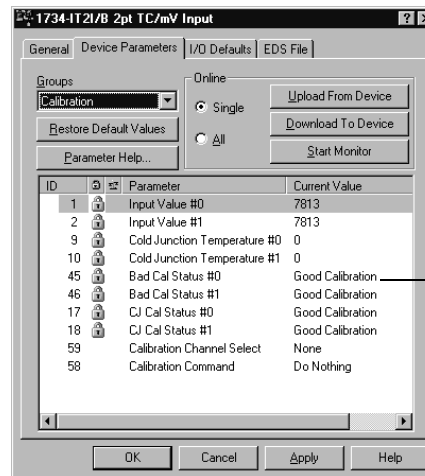 1734-IT2I/B 2pt TC/mV Input
General Device Parameters I/O Defaults EDS File
Groups
Calibration
Restore Default Values
Parameter Help...
Online
Single
All
Upload From Device
Download To Device
Start Monitor
ID Parameter Current Value
1 Input Value #0 7813
2 Input Value #1 7813
9 Cold Junction Temperature #0 0
10 Cold Junction Temperature #1 0
45 Bad Cal Status #0 Good Calibration
46 Bad Cal Status #1 Good Calibration
17 CJ Cal Status #0 Good Calibration
18 CJ Cal Status #1 Good Calibration
59 Calibration Channel Select None
58 Calibration Command Do Nothing
OK Cancel Apply Help